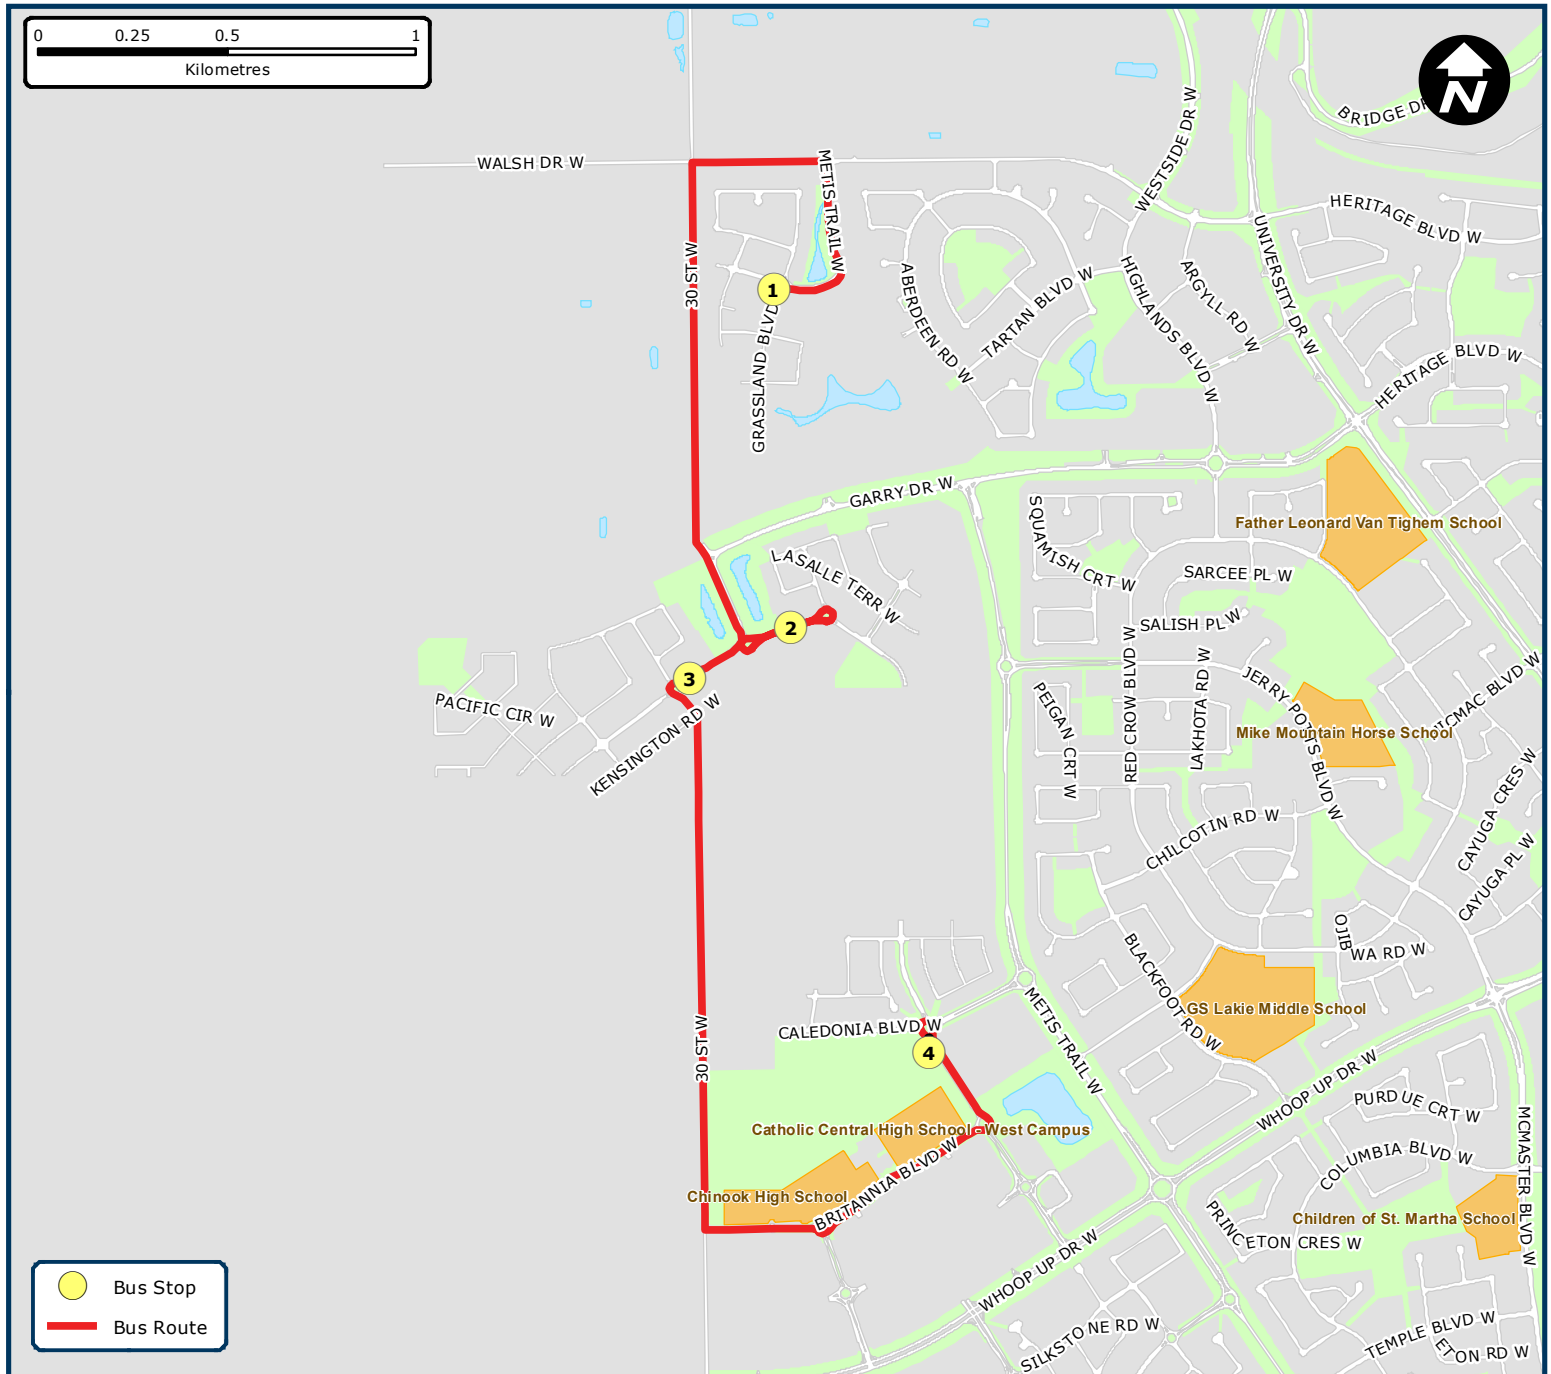 0 0.25 0.5 1
Kilometres
N
BRIDGE DR
WALSH DR W
METIS TRAIL W
WESTSIDE DR W
HERITAGE BLVD W
UNIVERSITY DR W
30 ST W
1
GRASSLAND BLVD W
ABERDEEN RD W
TARTAN BLVD W
HIGHLANDS BLVD W
ARGYLL RD W
HERITAGE BLVD W
GARRY DR W
SQUAMISH CRT W
Father Leonard Van Tighem School
LASALLE TERR W
SARCEE PL W
2
SALISH PL W
3
PACIFIC CIR W
KENSINGTON RD W
PEIGAN CRT W
RED CROW BLVD W
LAKHOTA RD W
JERRY POTTS BLVD W
Mike Mountain Horse School
MICMAC BLVD W
CAYUGA CRES W
CHILCOTIN RD W
CAYUGA PL W
OJIBWA RD W
BLACKFOOT RD W
GS Lakie Middle School
METIS TRAIL W
CALEDONIA BLVD W
30 ST W
4
WHOOP UP DR W
PURDUE CRT W
MCMASTER BLVD W
Catholic Central High School - West Campus
BRITANNIA BLVD W
COLUMBIA BLVD W
Chinook High School
PRINCETON CRES W
Children of St. Martha School
WHOOP UP DR W
SILKSTONE RD W
TEMPLE BLVD W
ETON RD W
Bus Stop
Bus Route